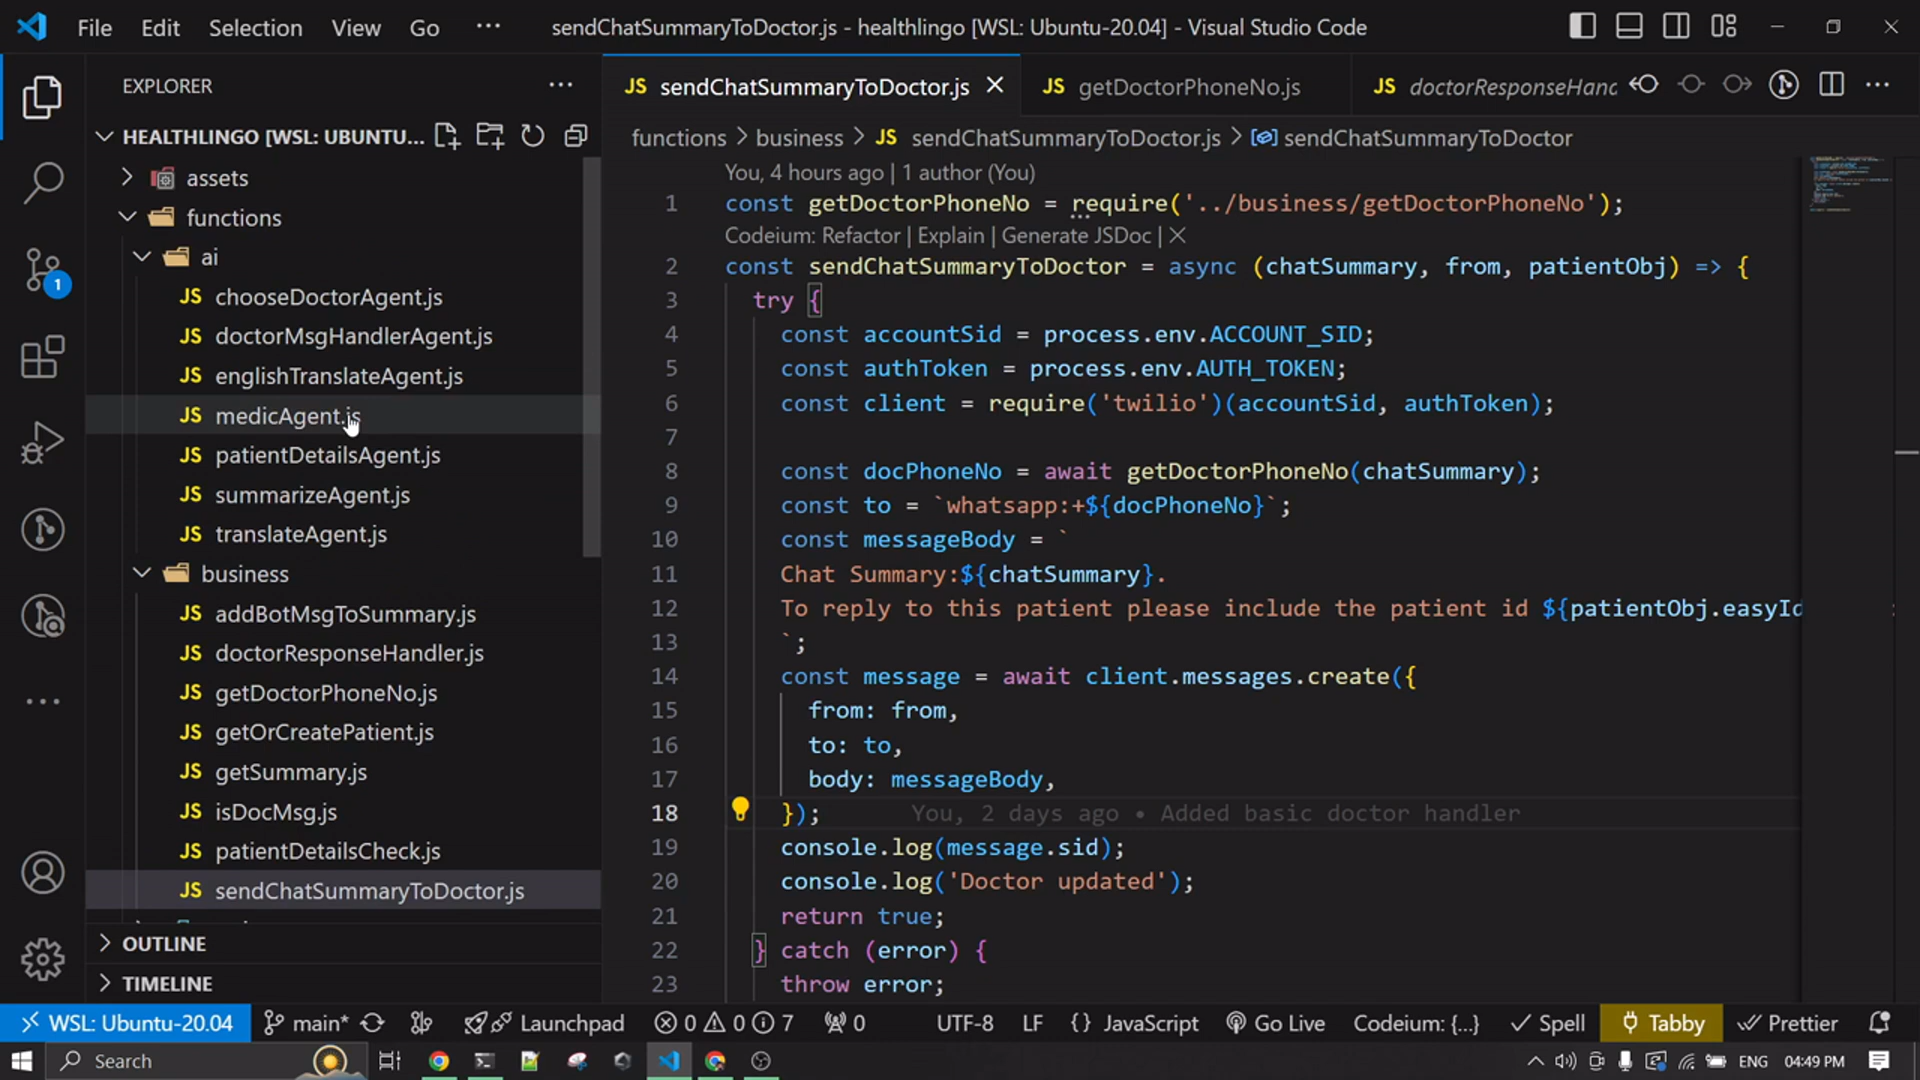 File Edit Selection View Go ··· sendChatSummaryToDoctor.js - healthlingo [WSL: Ubuntu-20.04] - Visual Studio Code
EXPLORER
HEALTHLINGO [WSL: UBUNTU...
assets
functions
ai
JS chooseDoctorAgent.js
JS doctorMsgHandlerAgent.js
JS englishTranslateAgent.js
JS medicAgent.js
JS patientDetailsAgent.js
JS summarizeAgent.js
JS translateAgent.js
business
JS addBotMsgToSummary.js
JS doctorResponseHandler.js
JS getDoctorPhoneNo.js
JS getOrCreatePatient.js
JS getSummary.js
JS isDocMsg.js
JS patientDetailsCheck.js
JS sendChatSummaryToDoctor.js
OUTLINE
TIMELINE
1
JS sendChatSummaryToDoctor.js JS getDoctorPhoneNo.js JS doctorResponseHand
functions > business > JS sendChatSummaryToDoctor.js > sendChatSummaryToDoctor
You, 4 hours ago | 1 author (You)
1 const getDoctorPhoneNo = require('../business/getDoctorPhoneNo');
Codeium: Refactor | Explain | Generate JSDoc | X
2 const sendChatSummaryToDoctor = async (chatSummary, from, patientObj) => {
3 try {
4 const accountSid = process.env.ACCOUNT_SID;
5 const authToken = process.env.AUTH_TOKEN;
6 const client = require('twilio')(accountSid, authToken);
7
8 const docPhoneNo = await getDoctorPhoneNo(chatSummary);
9 const to = `whatsapp:+${docPhoneNo}`;
10 const messageBody = `
11 Chat Summary:${chatSummary}.
12 To reply to this patient please include the patient id ${patientObj.easyId
13 `;
14 const message = await client.messages.create({
15 from: from,
16 to: to,
17 body: messageBody,
18 }); You, 2 days ago • Added basic doctor handler
19 console.log(message.sid);
20 console.log('Doctor updated');
21 return true;
22 } catch (error) {
23 throw error;
WSL: Ubuntu-20.04 main* Launchpad 0 0 7 0 UTF-8 LF {} JavaScript Go Live Codeium: {...} Spell Tabby Prettier
Search ENG 04:49 PM